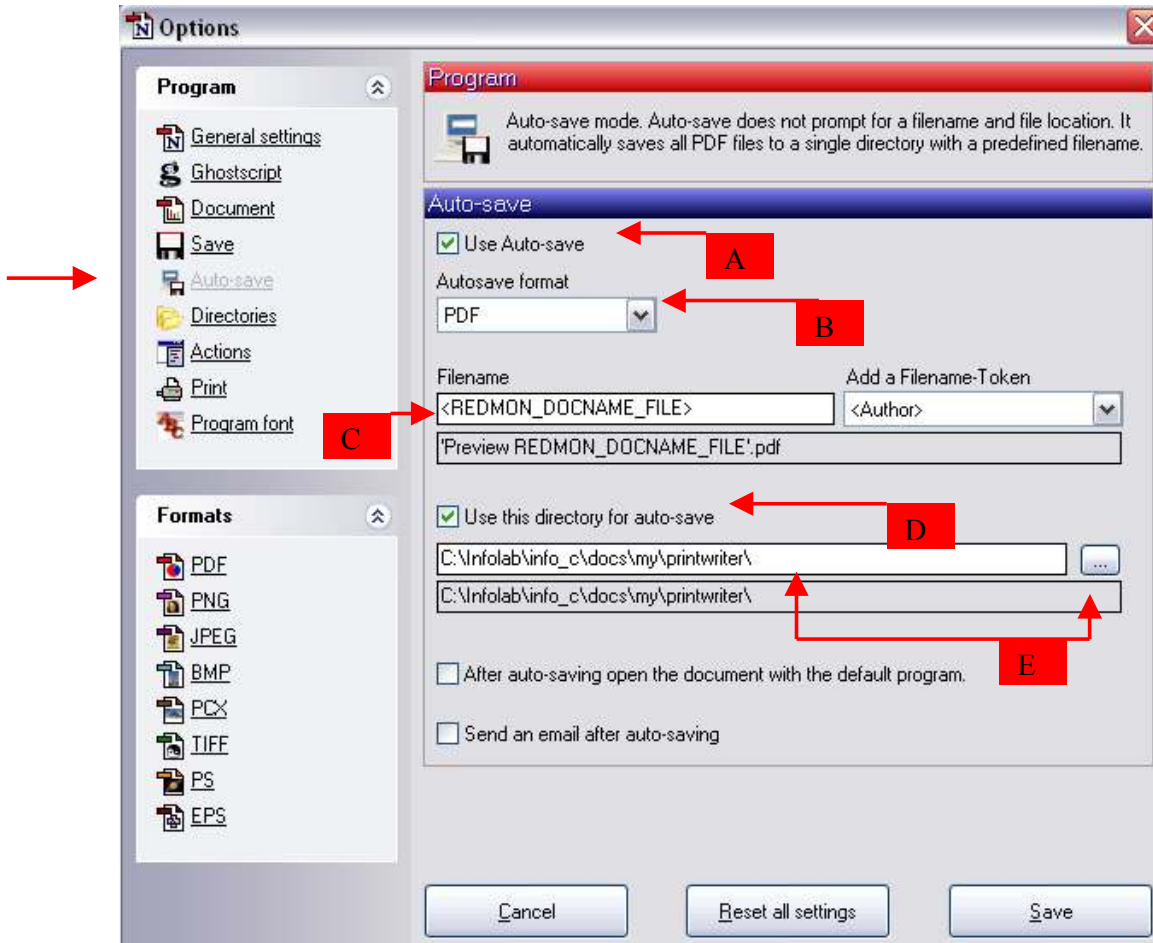 Options
Program
General settings
Ghostscript
Document
Save
Auto-save
Directories
Actions
Print
Program font
Formats
PDF
PNG
JPEG
BMP
PCX
TIFF
PS
EPS
Program
Auto-save mode. Auto-save does not prompt for a filename and file location. It
automatically saves all PDF files to a single directory with a predefined filename.
Auto-save
Use Auto-save
A
Autosave format
PDF
B
Filename
Add a Filename-Token
<REDMON_DOCNAME_FILE>
<Author>
C
'Preview REDMON_DOCNAME_FILE'.pdf
Use this directory for auto-save
D
C:\Infolab\info_c\docs\my\printwriter\
...
C:\Infolab\info_c\docs\my\printwriter\
E
After auto-saving open the document with the default program.
Send an email after auto-saving
Cancel
Reset all settings
Save